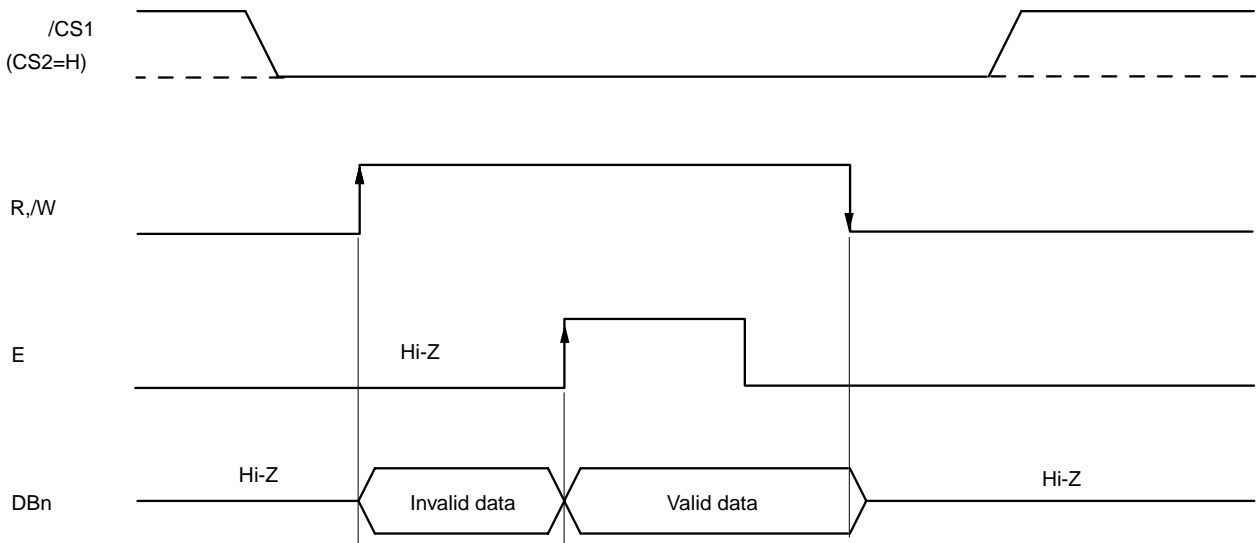 /CS1
(CS2=H)
R,/W
E
Hi-Z
DBn
Hi-Z
Invalid data
Valid data
Hi-Z